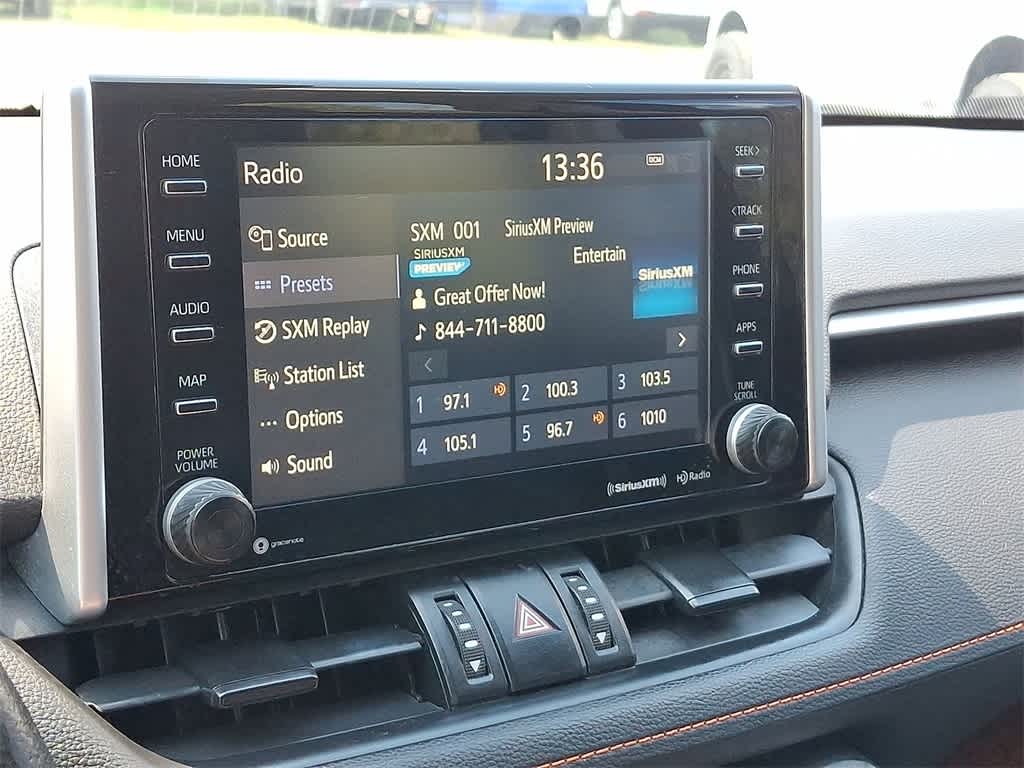 HOME
MENU
AUDIO
MAP
POWER
VOLUME
Radio
13:36
DCM
Source
Presets
SXM Replay
Station List
Options
Sound
SXM 001 SiriusXM Preview
SIRIUSXM
PREVIEW
Entertain
SiriusXM
Great Offer Now!
844-711-8800
<
>
1 97.1 HD
2 100.3
3 103.5
4 105.1
5 96.7 HD
6 1010
SEEK>
<TRACK
PHONE
APPS
TUNE
SCROLL
gracenote
((SiriusXM))
HD Radio